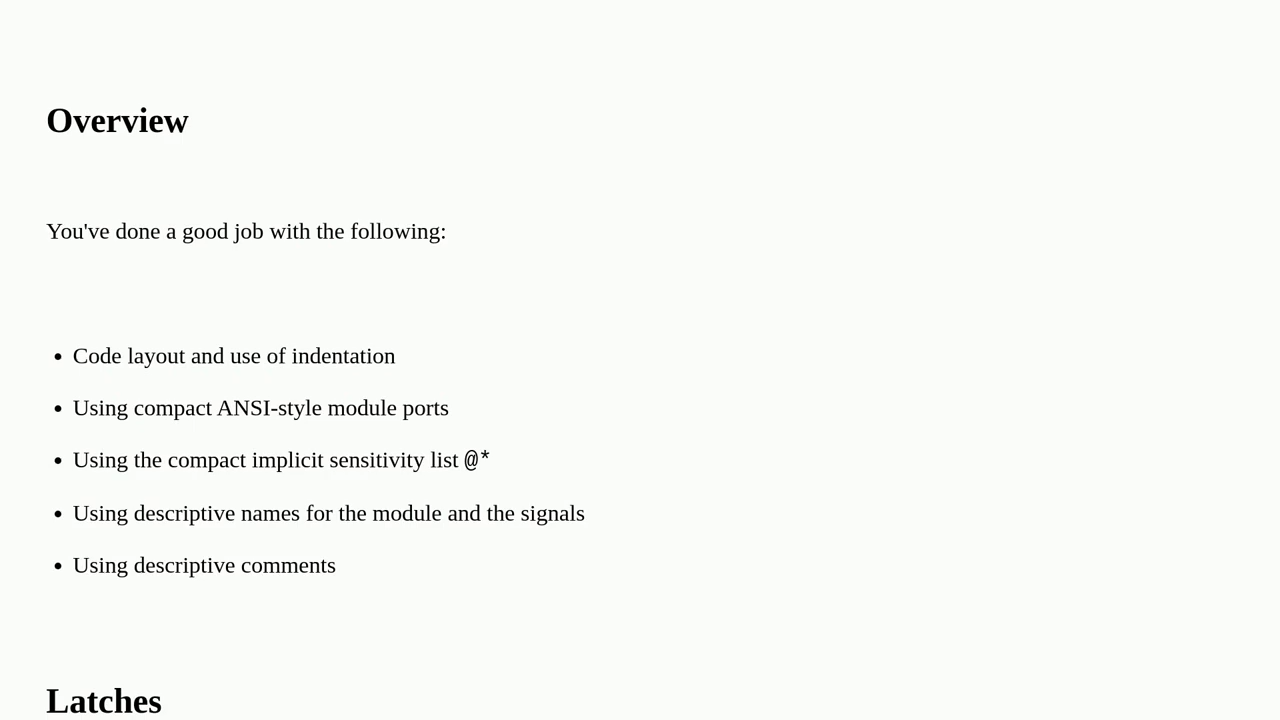 Overview
You've done a good job with the following:
• Code layout and use of indentation
• Using compact ANSI-style module ports
• Using the compact implicit sensitivity list @*
• Using descriptive names for the module and the signals
• Using descriptive comments
Latches